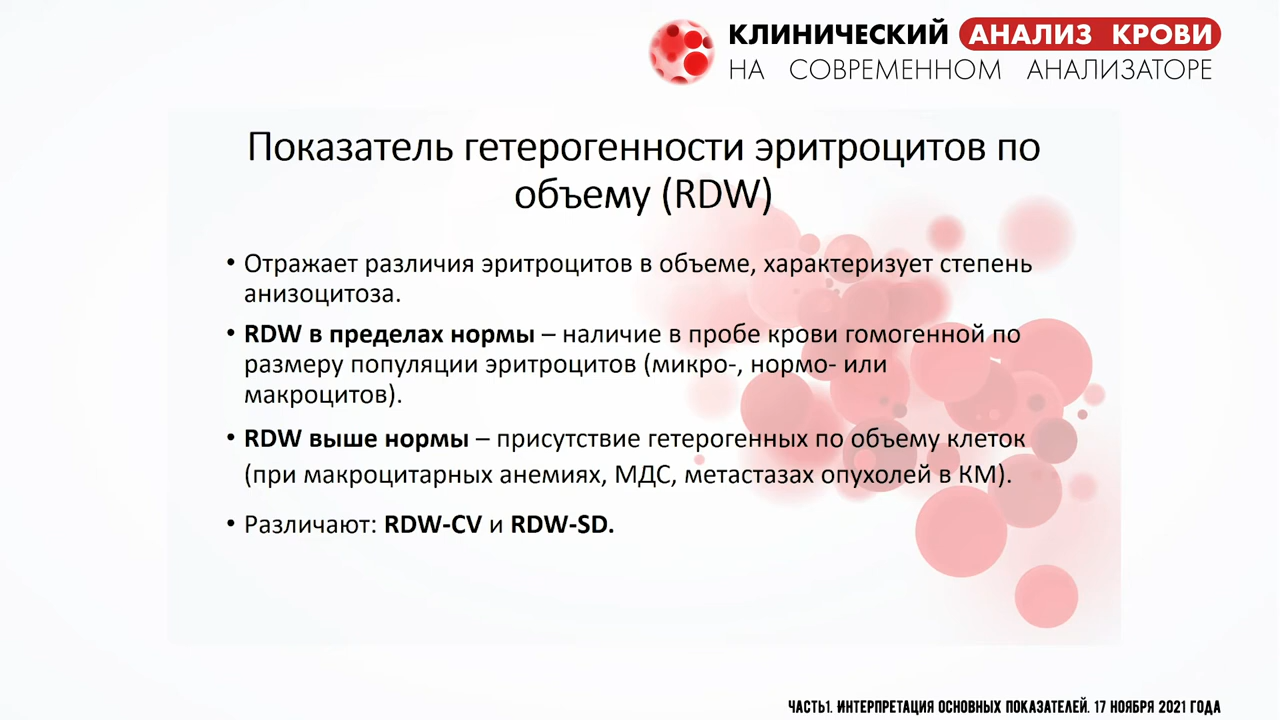 КЛИНИЧЕСКИЙ АНАЛИЗ КРОВИ
НА СОВРЕМЕННОМ АНАЛИЗАТОРЕ
Показатель гетерогенности эритроцитов по
объему (RDW)
• Отражает различия эритроцитов в объеме, характеризует степень
анизоцитоза.
• RDW в пределах нормы – наличие в пробе крови гомогенной по
размеру популяции эритроцитов (микро-, нормо- или
макроцитов).
• RDW выше нормы – присутствие гетерогенных по объему клеток
(при макроцитарных анемиях, МДС, метастазах опухолей в КМ).
• Различают: RDW-CV и RDW-SD.
ЧАСТЬ1. ИНТЕРПРЕТАЦИЯ ОСНОВНЫХ ПОКАЗАТЕЛЕЙ. 17 НОЯБРЯ 2021 ГОДА